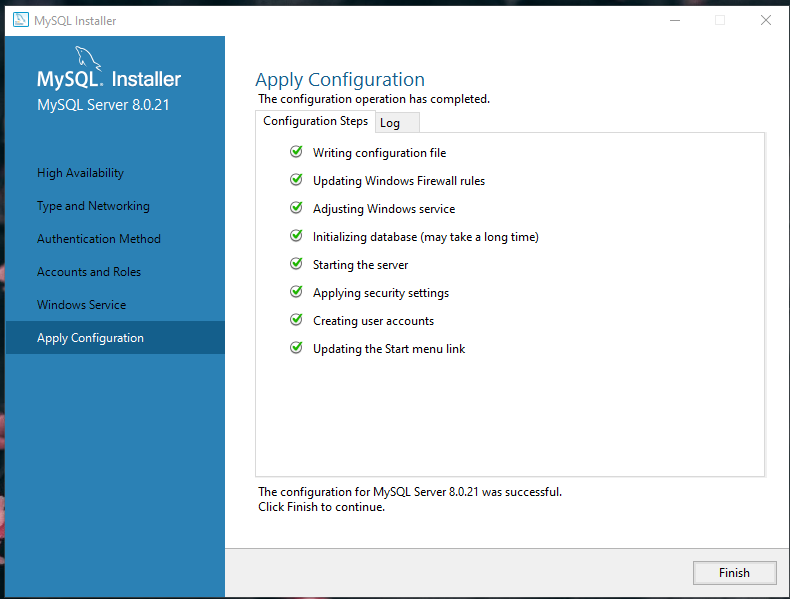 MySQL Installer
MySQL. Installer
MySQL Server 8.0.21
High Availability
Type and Networking
Authentication Method
Accounts and Roles
Windows Service
Apply Configuration
Apply Configuration
The configuration operation has completed.
Configuration Steps
Log
Writing configuration file
Updating Windows Firewall rules
Adjusting Windows service
Initializing database (may take a long time)
Starting the server
Applying security settings
Creating user accounts
Updating the Start menu link
The configuration for MySQL Server 8.0.21 was successful.
Click Finish to continue.
Finish